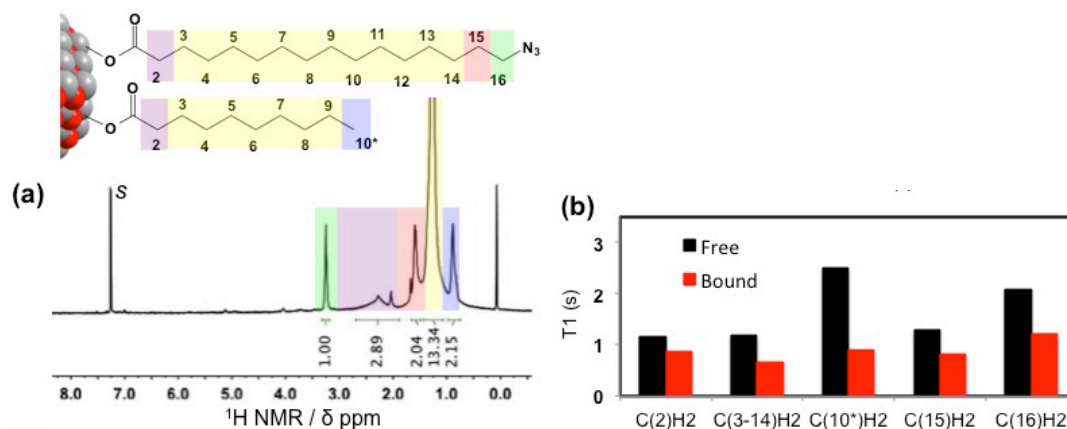 O
3 5 7 9 11 13 15 N3
O 2 4 6 8 10 12 14 16
O
3 5 7 9
O 2 4 6 8 10*
(a)
S
1.00 2.89 2.04 13.34 2.15
8.0 7.0 6.0 5.0 4.0 3.0 2.0 1.0 0.0
¹H NMR / δ ppm
(b)
3
Free
Bound
2
T1 (s)
1
0
C(2)H2 C(3-14)H2 C(10*)H2 C(15)H2 C(16)H2